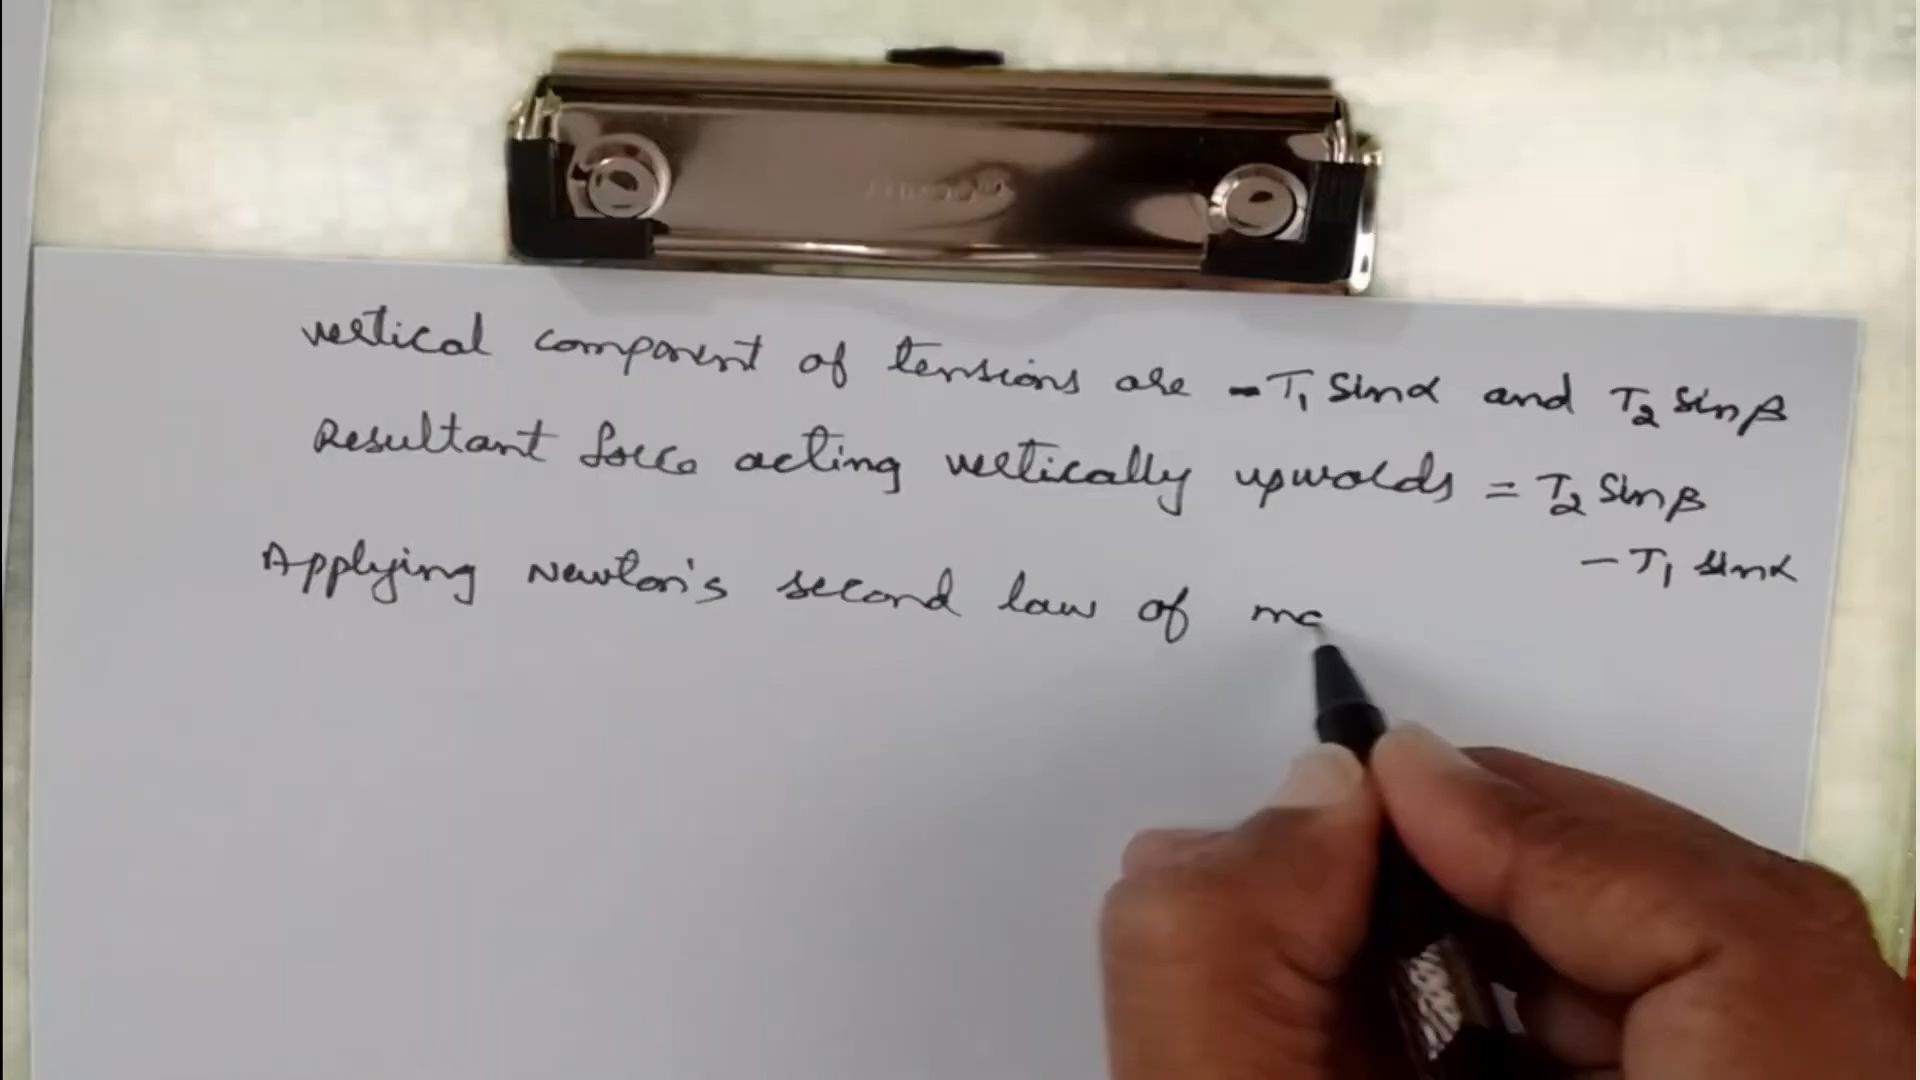 vertical component of tensions are -T₁ sinα and T₂ sinβ
Resultant force acting vertically upwards = T₂ sinβ
- T₁ sinα
Applying Newton's second law of mo